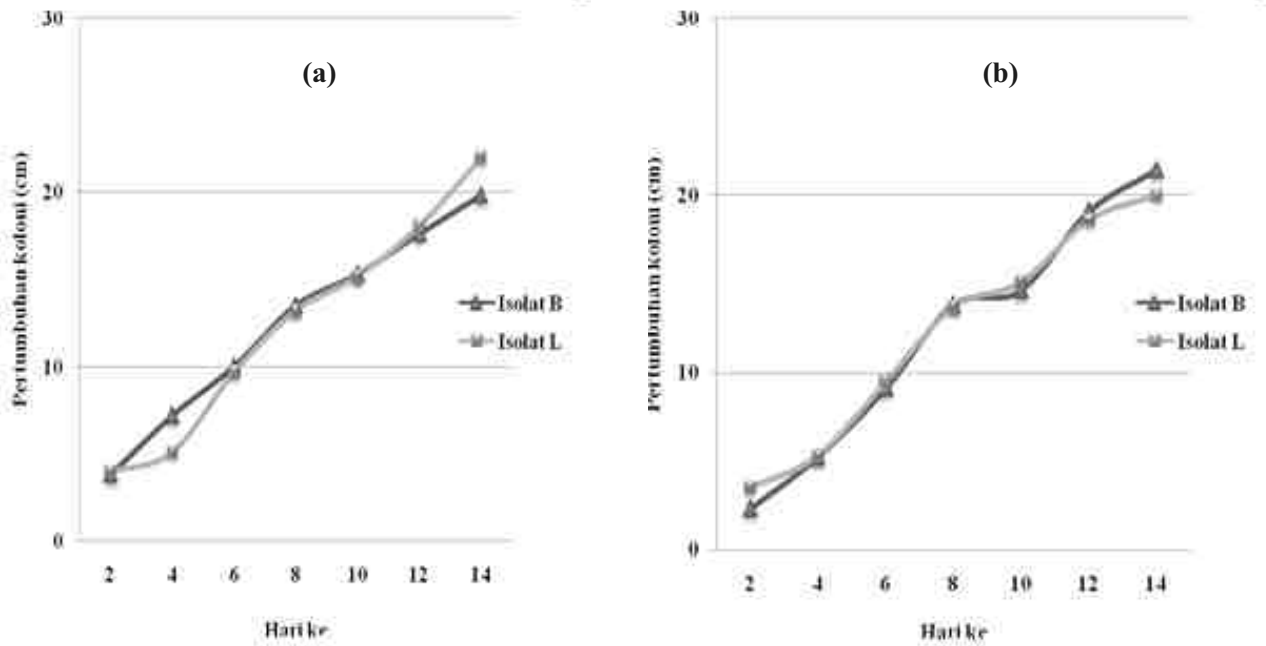 (a)
30
20
10
0
Pertumbuhan koloni (cm)
Isolat B
Isolat L
2 4 6 8 10 12 14
Hari ke
(b)
30
20
10
0
Pertumbuhan koloni (cm)
Isolat B
Isolat L
2 4 6 8 10 12 14
Hari ke